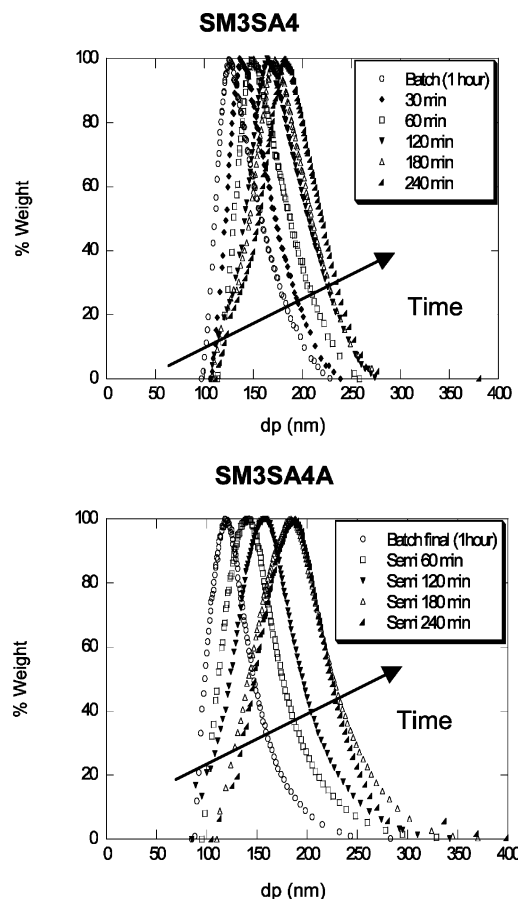 SM3SA4
100
80
60
40
20
0
% Weight
Batch (1 hour)
30 min
60 min
120 min
180 min
240 min
Time
0 50 100 150 200 250 300 350 400
dp (nm)
SM3SA4A
100
80
60
40
20
0
% Weight
Batch final (1hour)
Semi 60 min
Semi 120 min
Semi 180 min
Semi 240 min
Time
0 50 100 150 200 250 300 350 400
dp (nm)